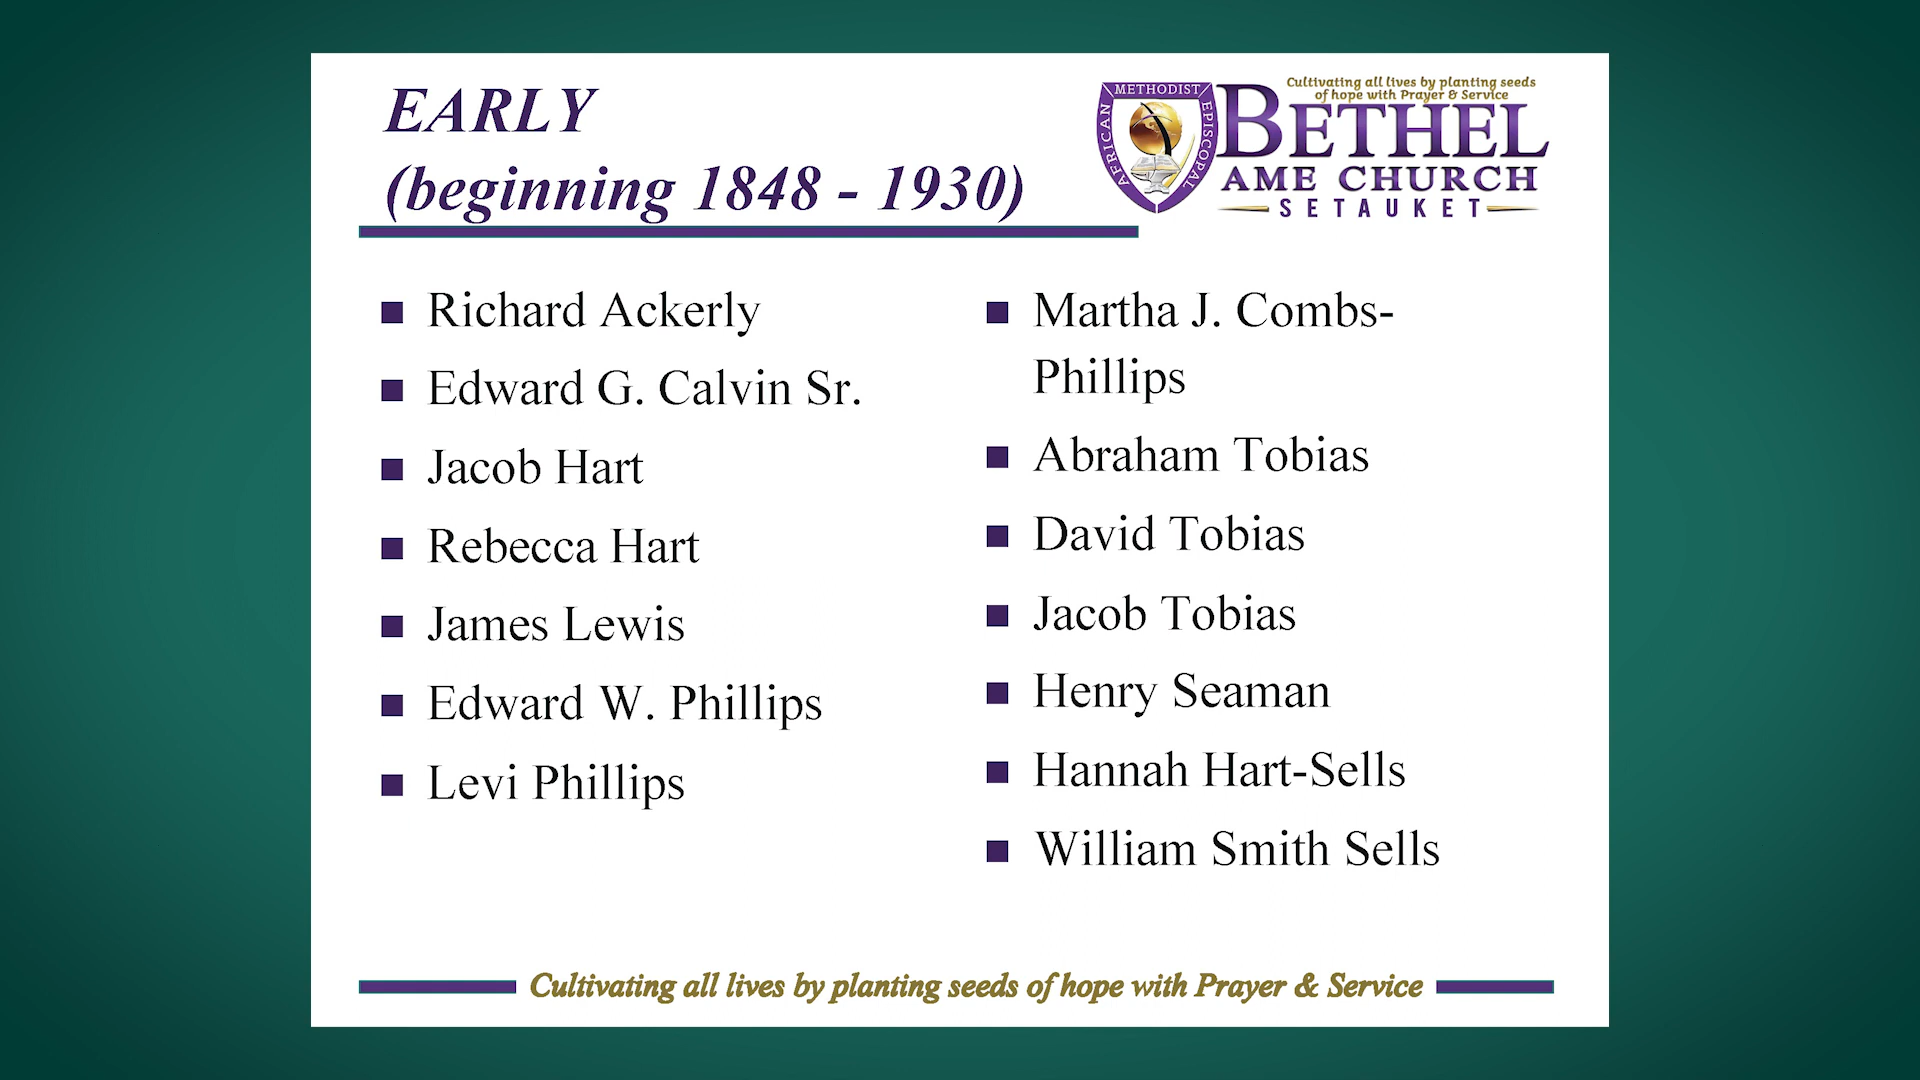 EARLY
(beginning 1848 - 1930)
METHODIST
AFRICAN
EPISCOPAL
Cultivating all lives by planting seeds
of hope with Prayer & Service
BETHEL
AME CHURCH
SETAUKET
Richard Ackerly
Edward G. Calvin Sr.
Jacob Hart
Rebecca Hart
James Lewis
Edward W. Phillips
Levi Phillips
Martha J. Combs-
Phillips
Abraham Tobias
David Tobias
Jacob Tobias
Henry Seaman
Hannah Hart-Sells
William Smith Sells
Cultivating all lives by planting seeds of hope with Prayer & Service